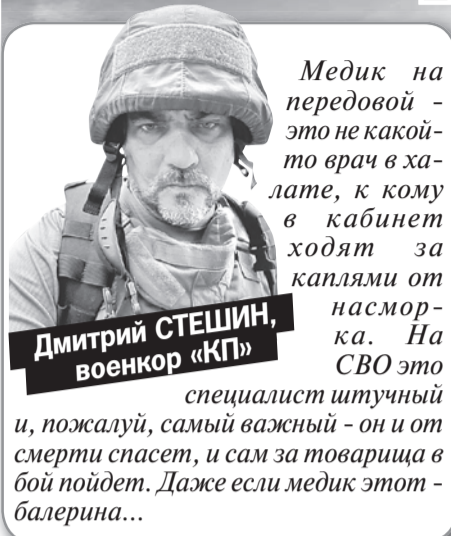 Медик на
передовой -
это не какой-
то врач в ха-
лате, к кому
в кабинет
ходят за
каплями от
насмор-
ка. На
СВО это
специалист штучный
и, пожалуй, самый важный - он и от
смерти спасет, и сам за товарища в
бой пойдет. Даже если медик этот -
балерина...
Дмитрий СТЕШИН,
военкор «КП»